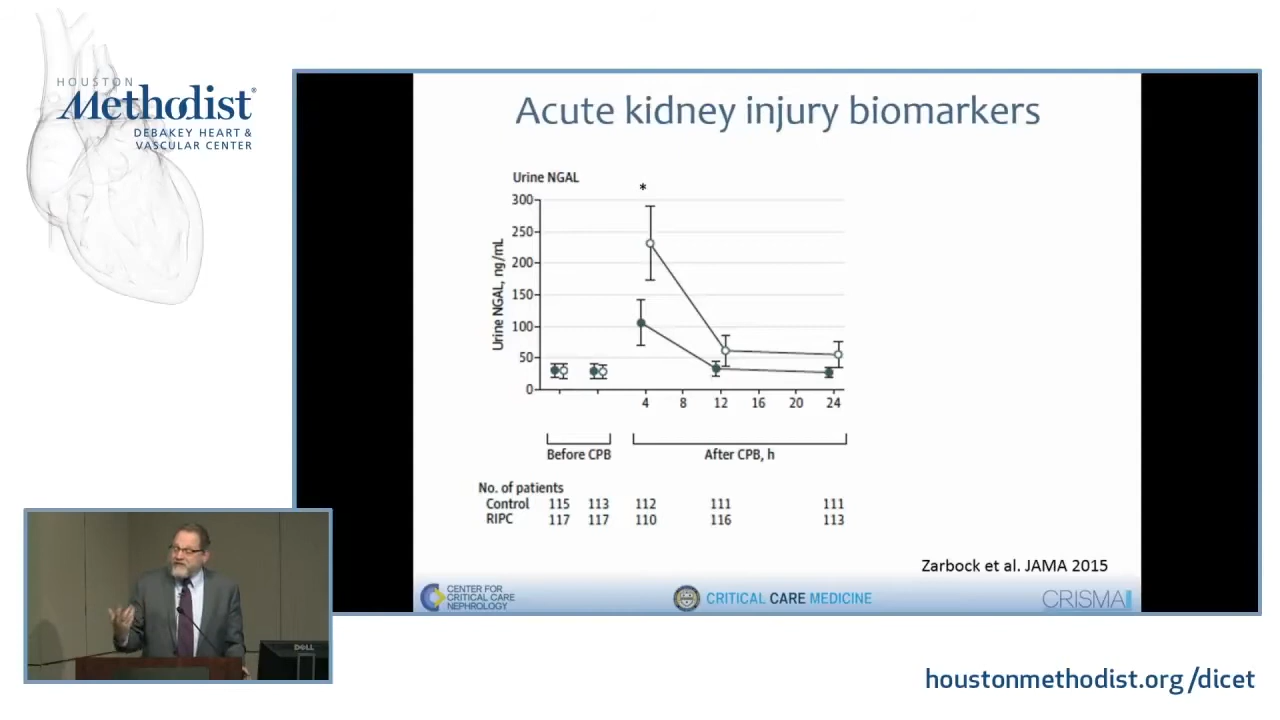 HOUSTON
Methodist®
DEBAKEY HEART &
VASCULAR CENTER
Acute kidney injury biomarkers
Urine NGAL
*
Urine NGAL, ng/mL
300
250
200
150
100
50
0
4 8 12 16 20 24
Before CPB After CPB, h
No. of patients
Control 115 113 112 111 111
RIPC 117 117 110 116 113
Zarbock et al. JAMA 2015
CENTER FOR
CRITICAL CARE
NEPHROLOGY
CRITICAL CARE MEDICINE
CRISMA
DELL
houstonmethodist.org/dicet